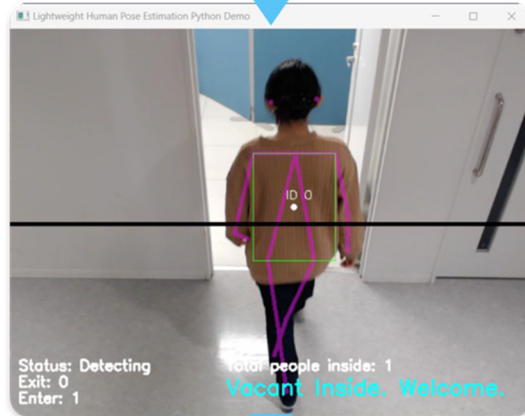 Lightweight Human Pose Estimation Python Demo
ID 0
Status: Detecting
Exit: 0
Enter: 1
Total people inside: 1
Vacant Inside. Welcome.